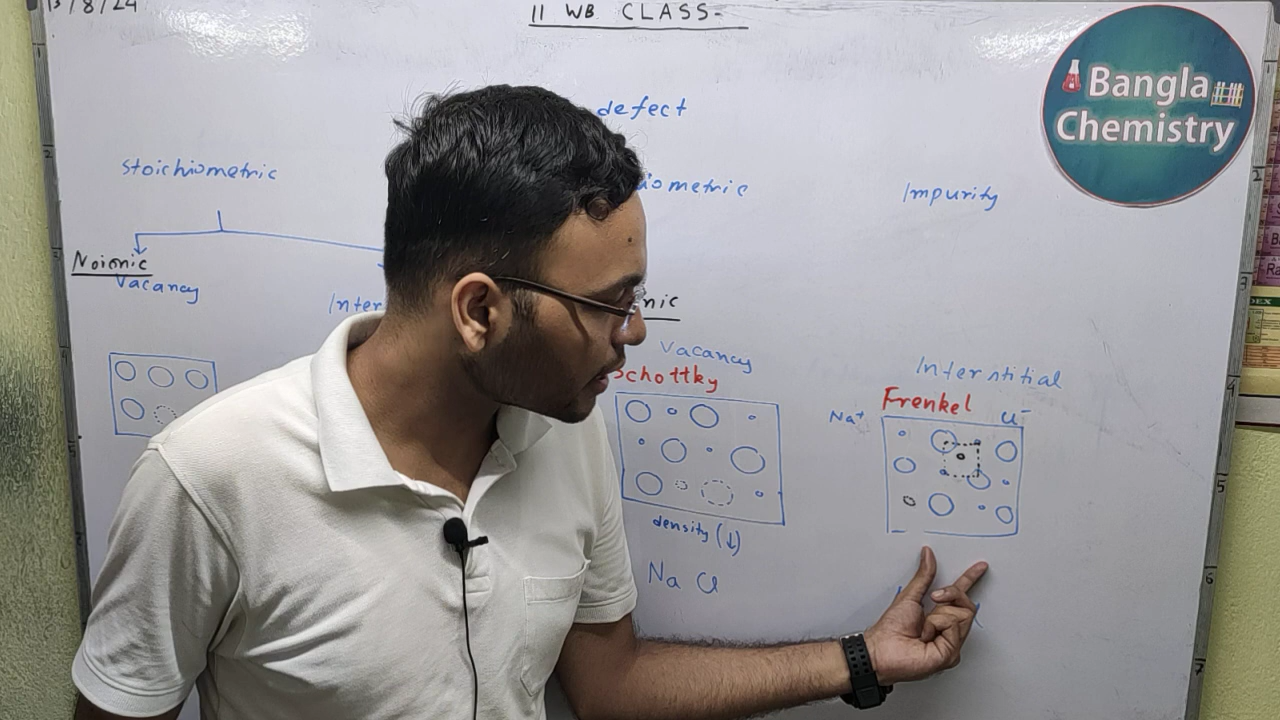 13/8/24
11 WB CLASS-
Bangla
Chemistry
defect
Stoichiometric
iometric
Impurity
Noionic
Vacancy
Inter
nic
Vacancy
Schottky
Interstitial
Frenkel
Na+
Cl-
density (↓)
Na Cl